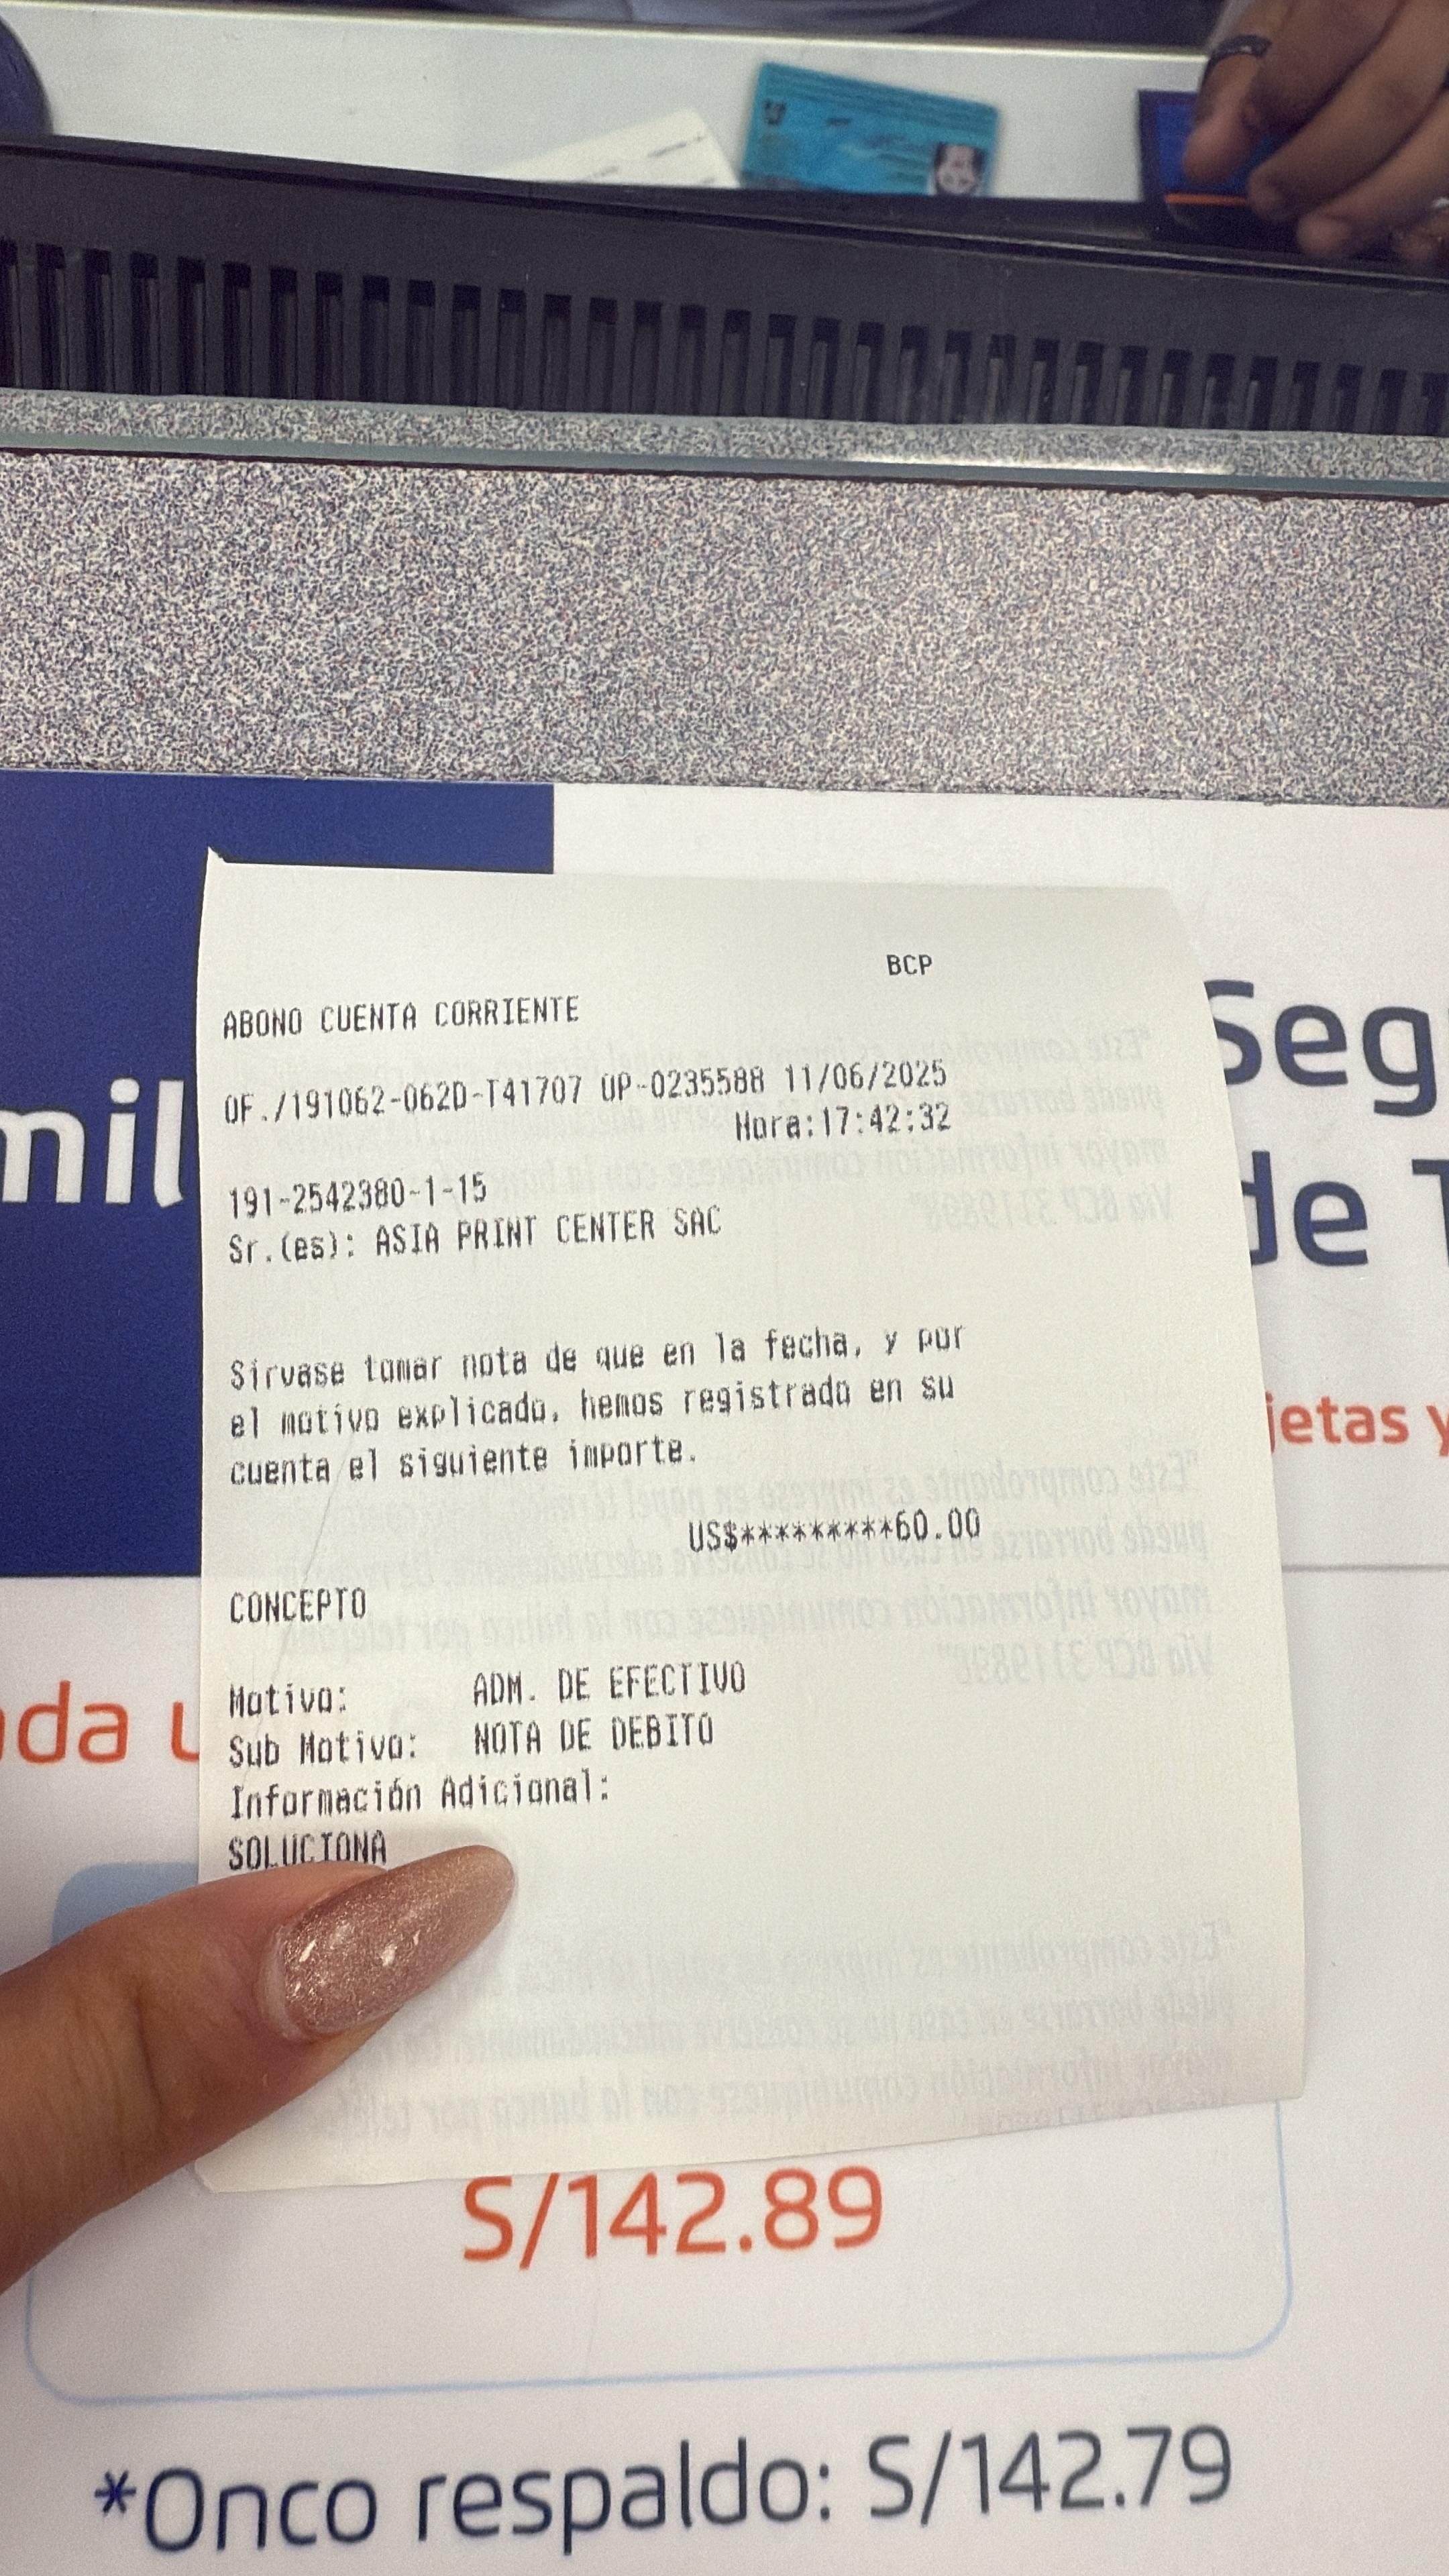 BCP
ABONO CUENTA CORRIENTE
OF./191062-062D-T41707 OP-0235588 11/06/2025
Hora:17:42:32
191-2542380-1-15
Sr.(es): ASIA PRINT CENTER SAC
Sírvase tomar nota de que en la fecha, y por
el motivo explicado, hemos registrado en su
cuenta el siguiente importe.
US$*********60.00
CONCEPTO
Motivo: ADM. DE EFECTIVO
Sub Motivo: NOTA DE DEBITO
Información Adicional:
SOLUCIONA
mil
Seg
de T
jetas y
ada u
S/142.89
*Onco respaldo: S/142.79